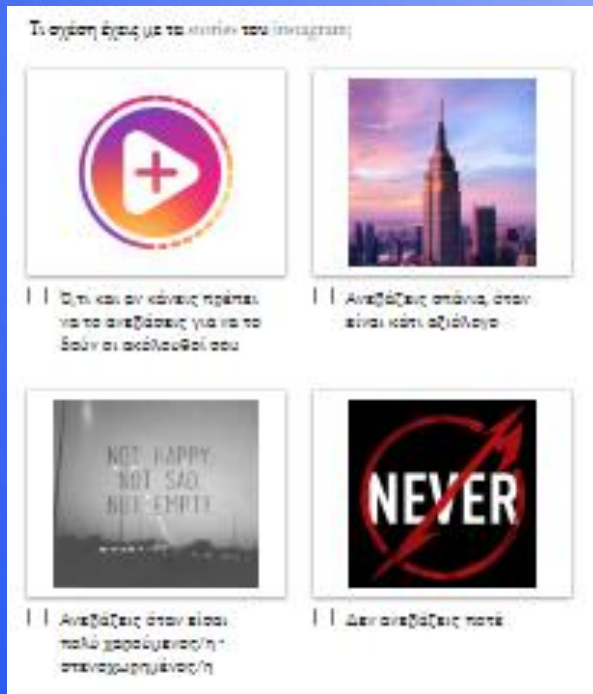 Τι σχέση έχεις με τα stories του instagram;
Ό,τι και αν κάνεις πρέπει
να το ανεβάσεις για να το
δούν οι ακόλουθοί σου
Ανεβάζεις σπάνια, όταν
είναι κάτι αξιόλογο
NOT HAPPY
NOT SAD
NOT EMPTY
NEVER
Ανεβάζεις όταν είσαι
πολύ χαρούμενος/η -
στεναχωρημένος/η
Δεν ανεβάζεις ποτέ